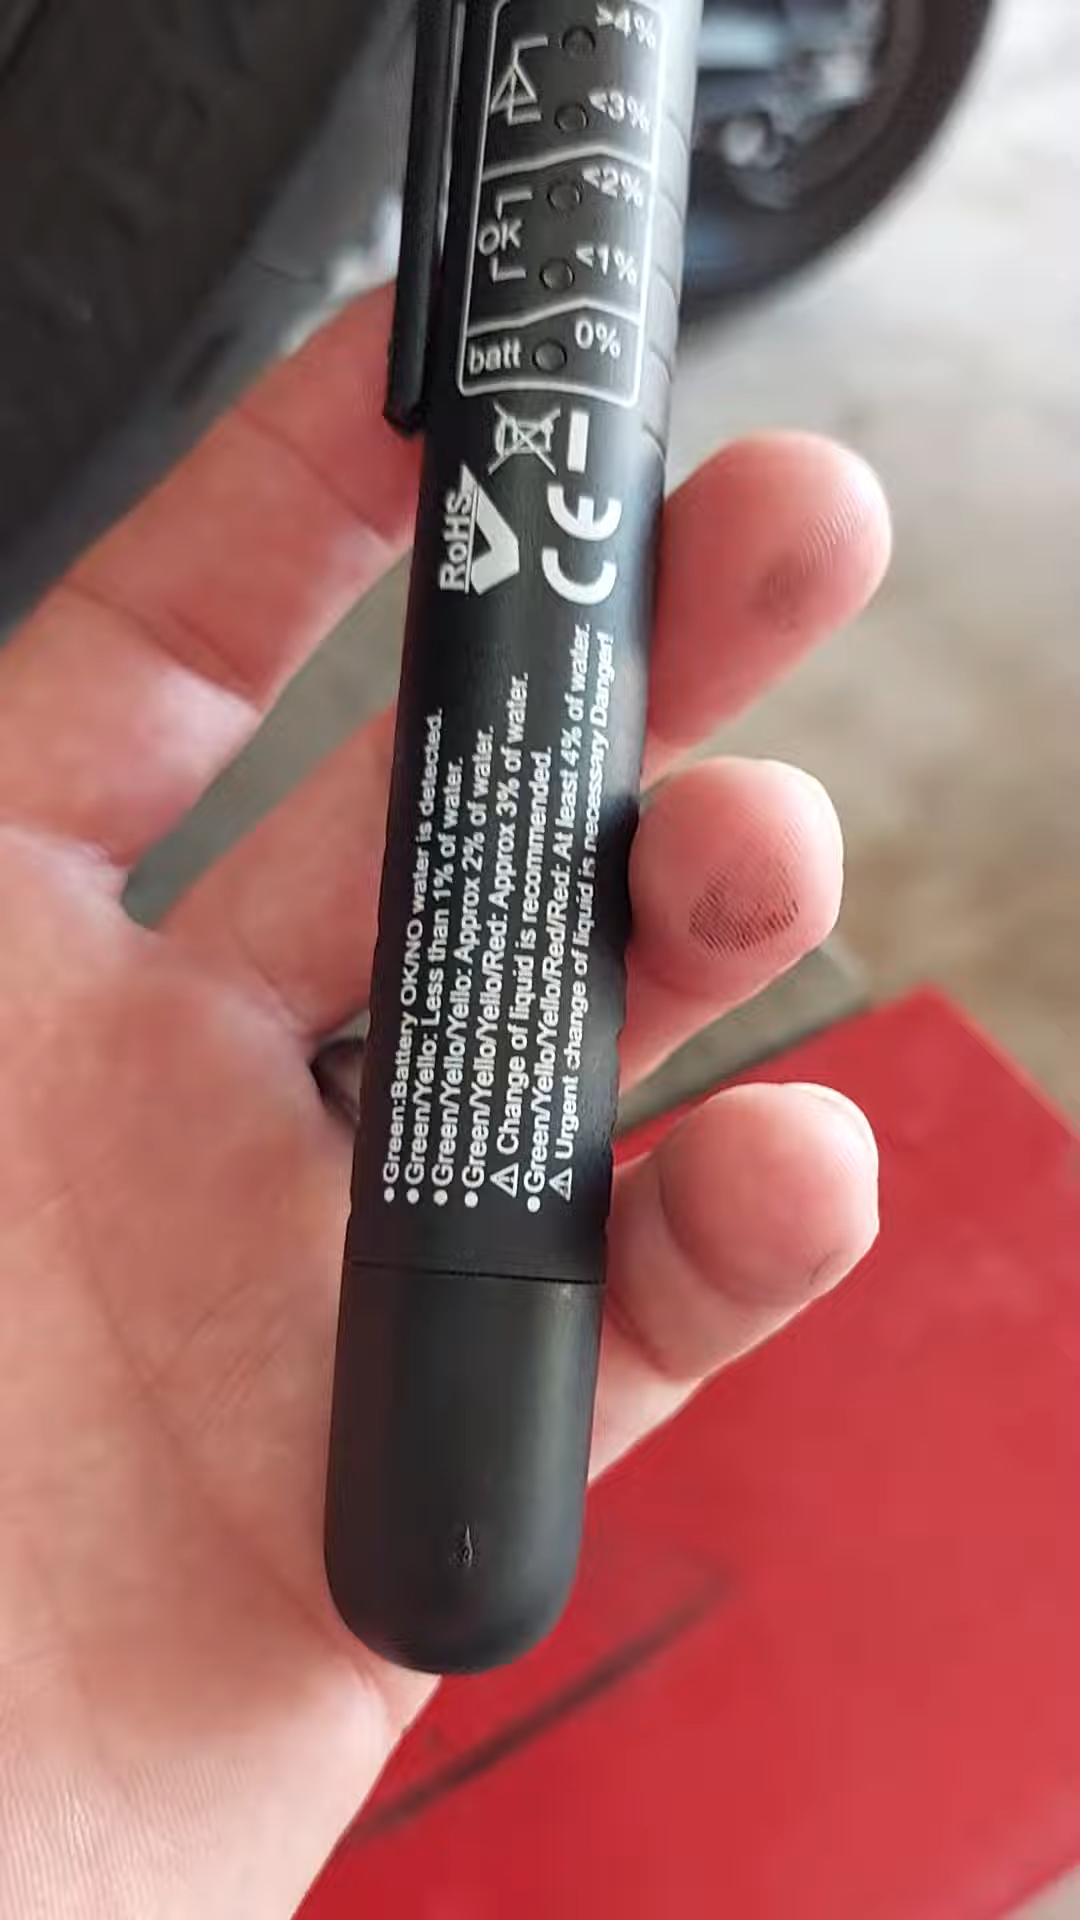 >4%
<3%
<2%
OK
<1%
batt 0%
RoHS
CE
●Green:Battery OK/NO water is detected.
●Green/Yello: Less than 1% of water.
●Green/Yello/Yello: Approx 2% of water.
●Green/Yello/Yello/Red: Approx 3% of water.
⚠ Change of liquid is recommended.
●Green/Yello/Yello/Red/Red: At least 4% of water.
⚠ Urgent change of liquid is necessary Danger!